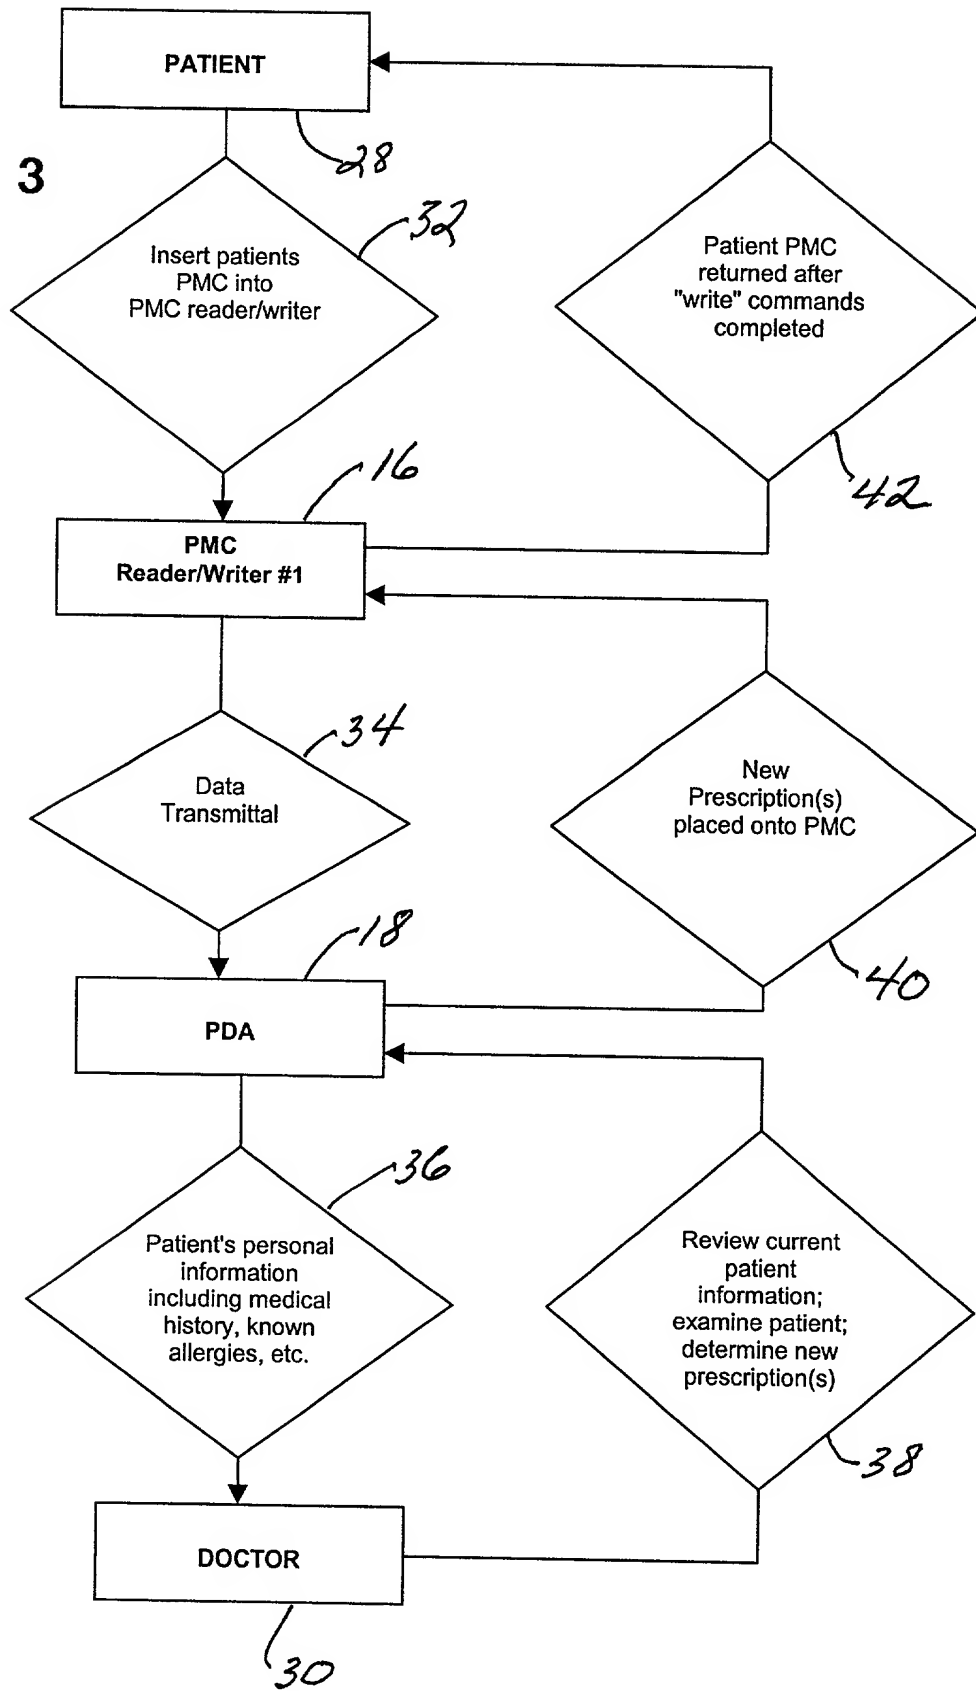 PATIENT
28
3
32
Insert patients
PMC into
PMC reader/writer
Patient PMC
returned after
"write" commands
completed
42
16
PMC
Reader/Writer #1
34
Data
Transmittal
New
Prescription(s)
placed onto PMC
40
18
PDA
36
Patient's personal
information
including medical
history, known
allergies, etc.
Review current
patient
information;
examine patient;
determine new
prescription(s)
38
DOCTOR
30